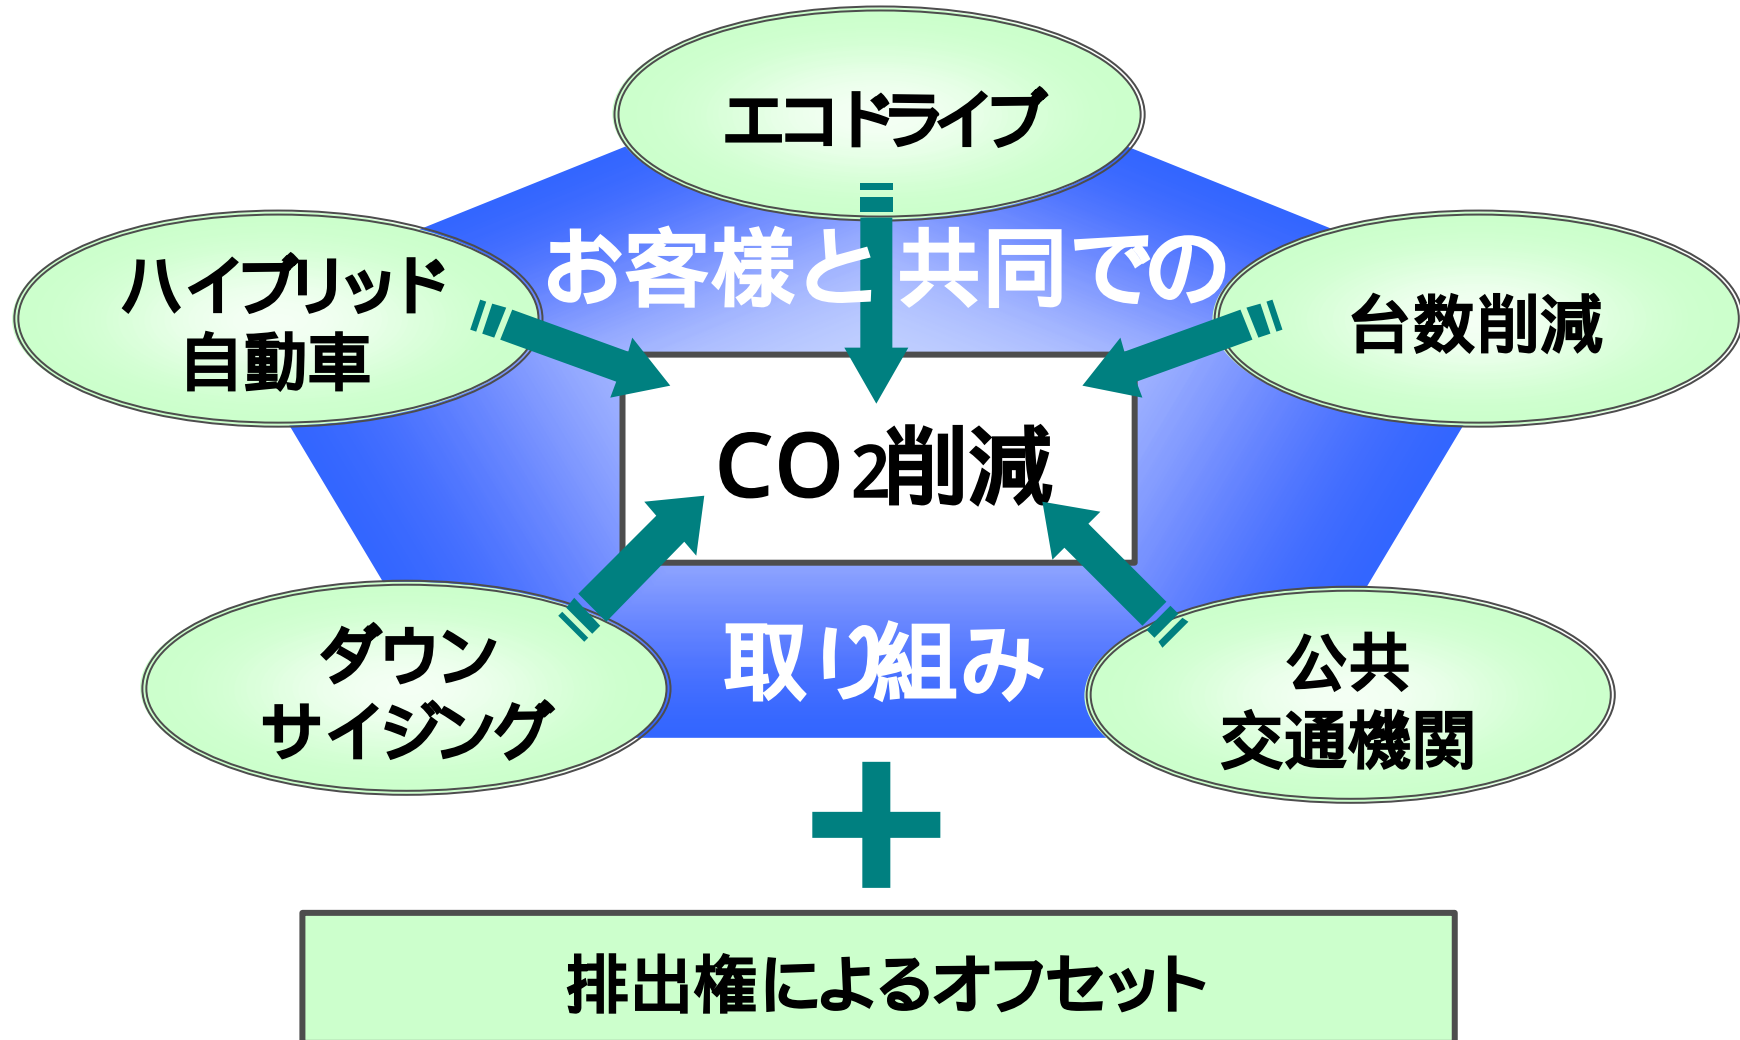 エコドライブ
お客様と共同での
ハイブリッド
自動車
台数削減
CO2削減
取り組み
ダウン
サイジング
公共
交通機関
排出権によるオフセット